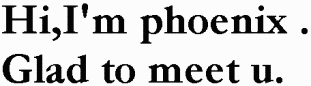 Hi,I'm phoenix .
Glad to meet u.